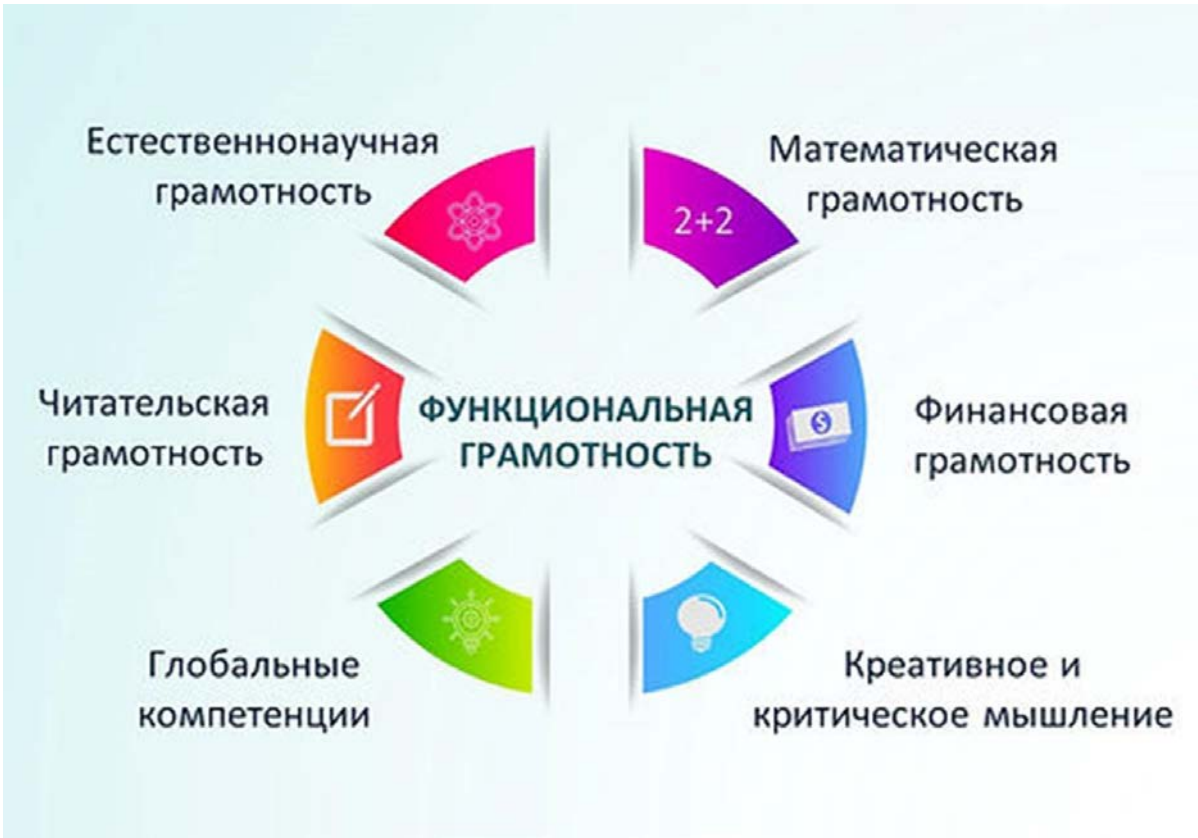 Естественнонаучная
грамотность
Математическая
грамотность
2+2
Читательская
грамотность
ФУНКЦИОНАЛЬНАЯ
ГРАМОТНОСТЬ
$
Финансовая
грамотность
Глобальные
компетенции
Креативное и
критическое мышление